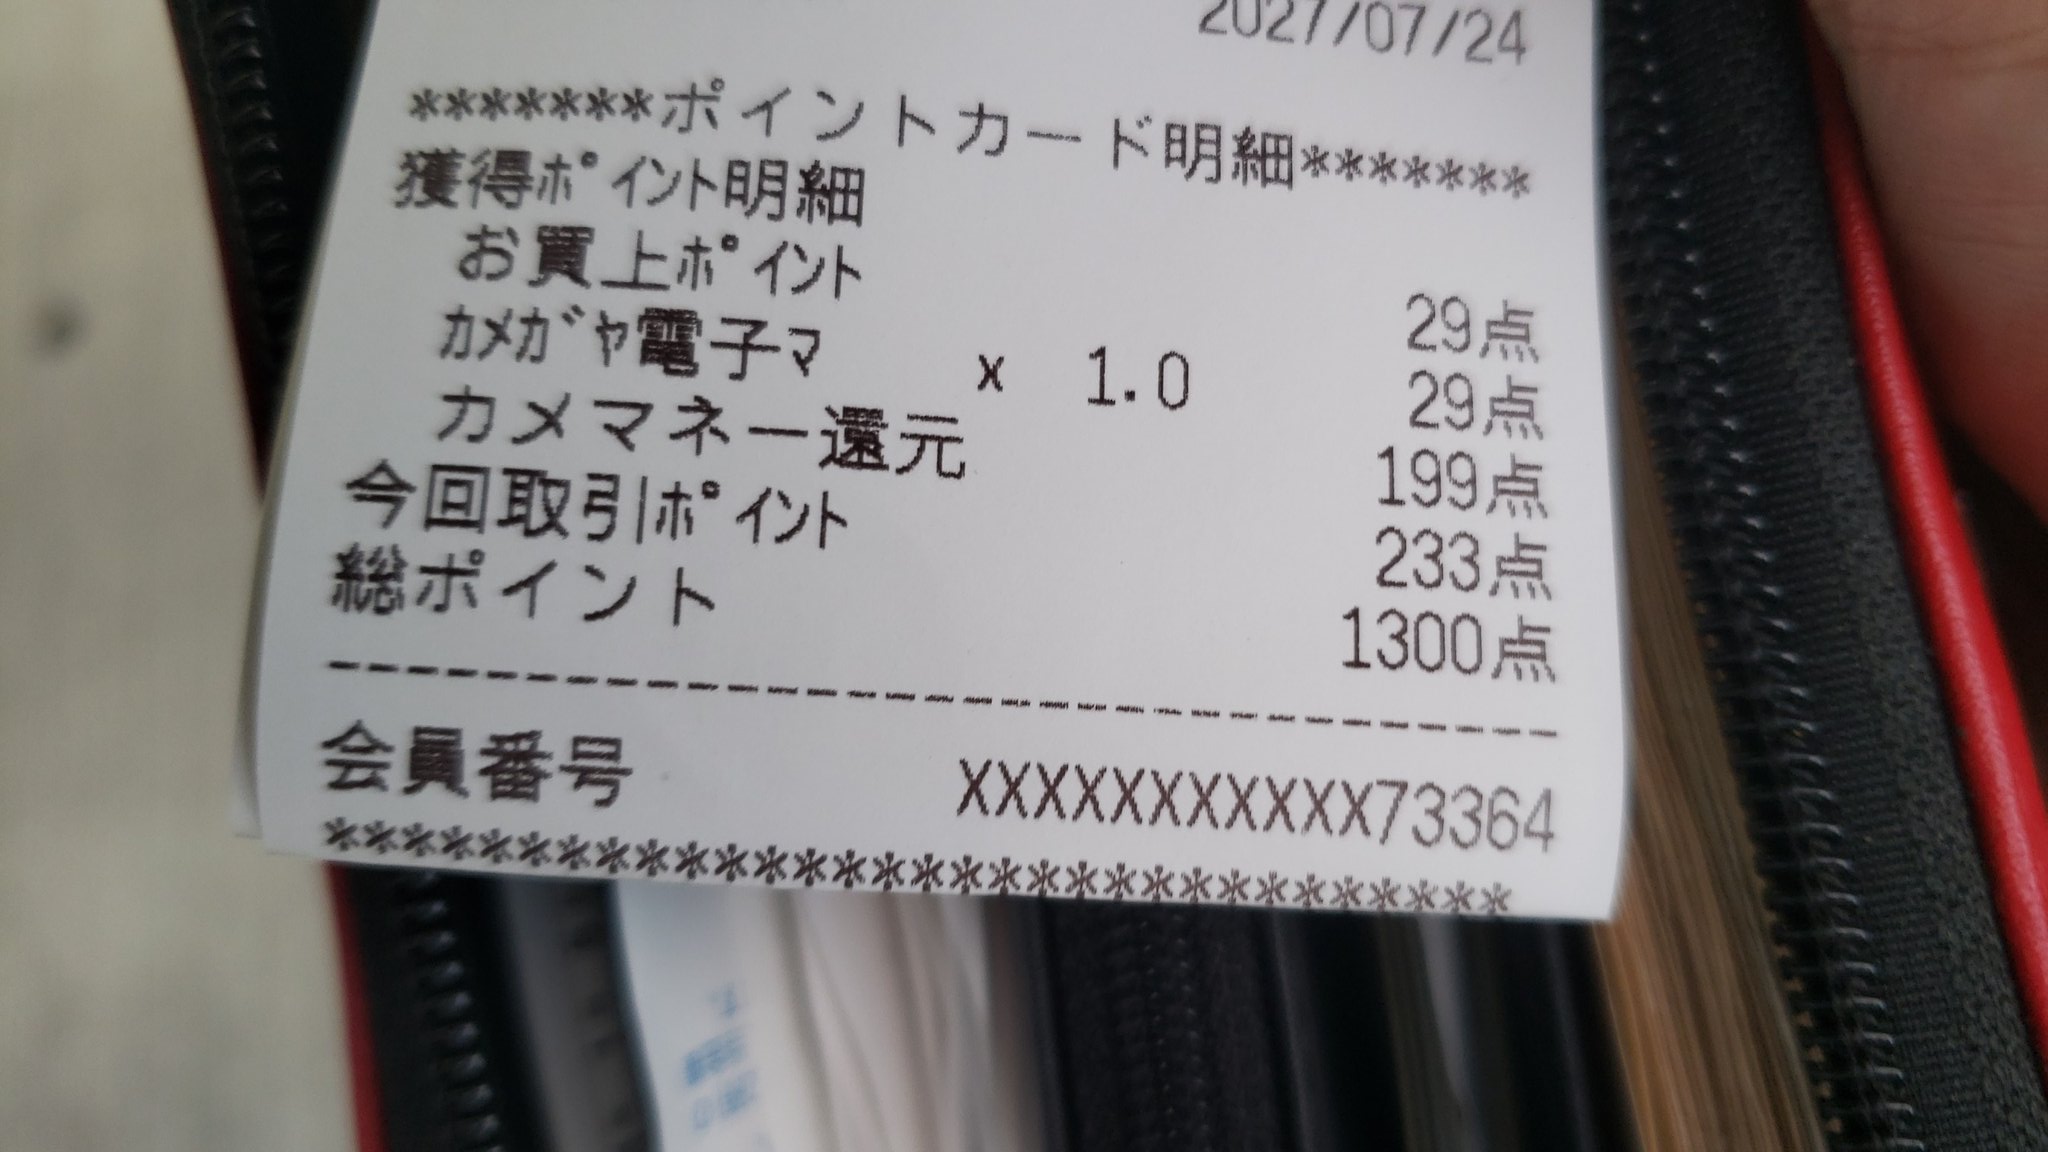 2027/07/24
*******ポイントカード明細*******
獲得ﾎﾟｲﾝﾄ明細
お買上ﾎﾟｲﾝﾄ 29点
ｶﾒｶﾞﾔ電子ﾏ x 1.0 29点
カメマネー還元 199点
今回取引ﾎﾟｲﾝﾄ 233点
総ポイント 1300点
--------------------------------
会員番号 XXXXXXXXXXX73364
*******************************